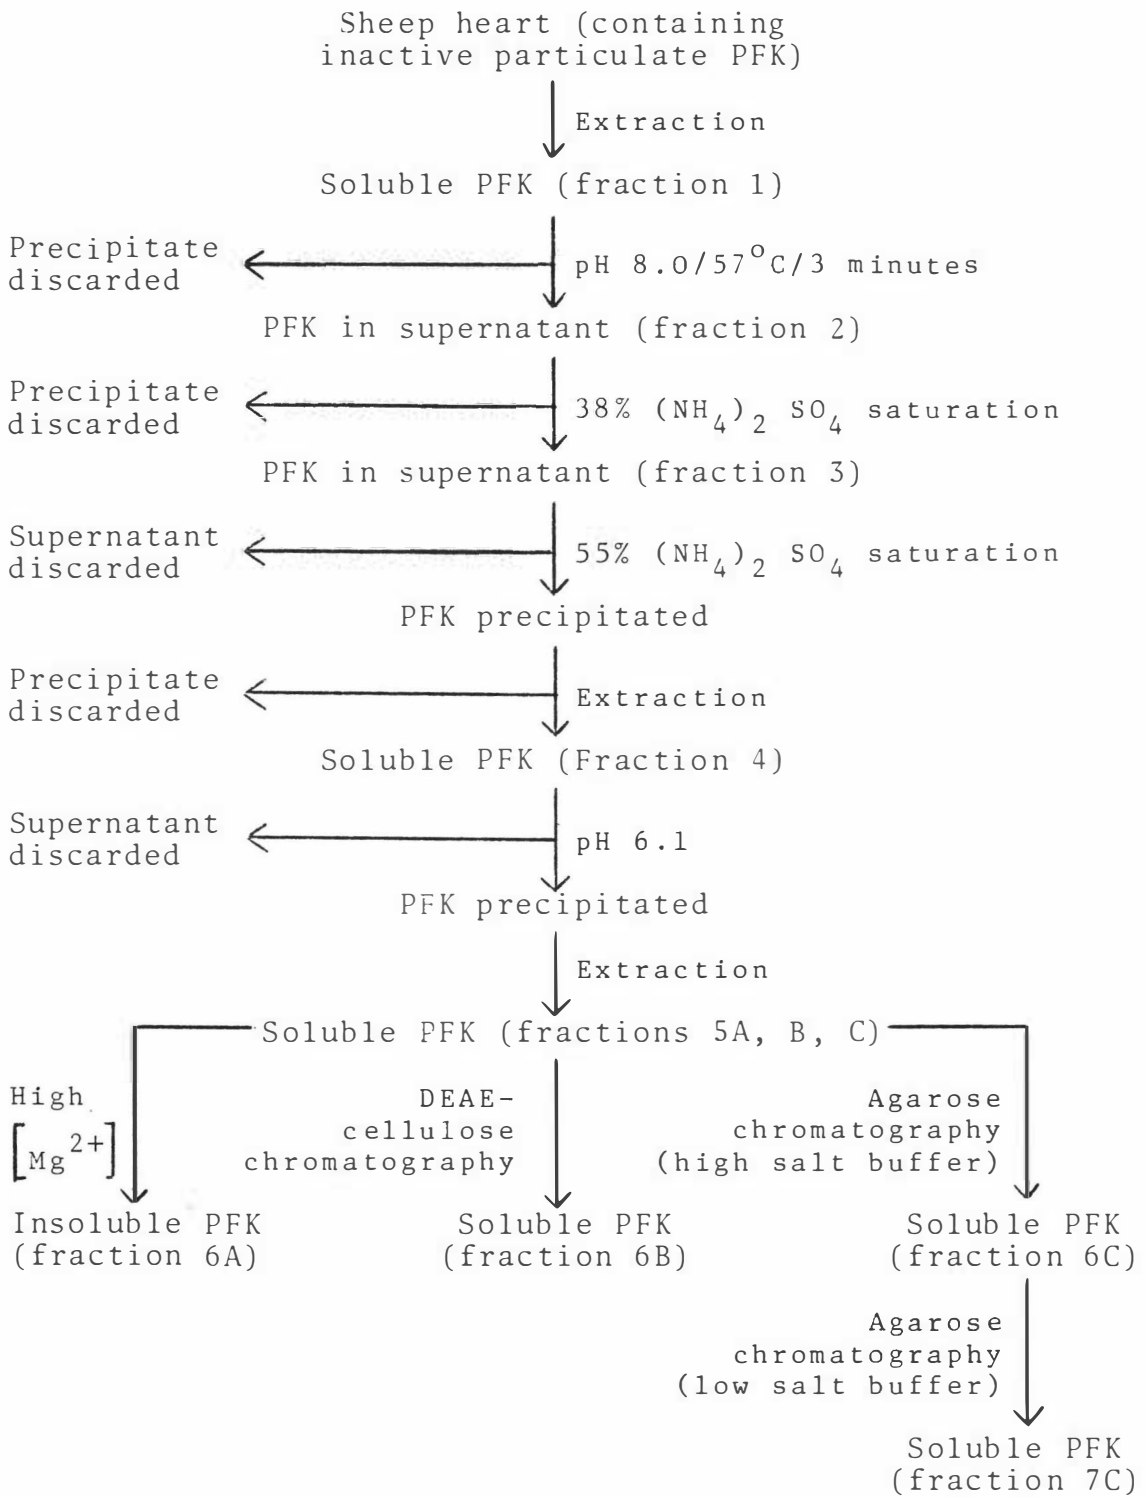 Sheep heart (containing
inactive particulate PFK)
Extraction
Soluble PFK (fraction 1)
Precipitate
discarded
pH 8.0/57°C/3 minutes
PFK in supernatant (fraction 2)
Precipitate
discarded
38% (NH₄)₂ SO₄ saturation
PFK in supernatant (fraction 3)
Supernatant
discarded
55% (NH₄)₂ SO₄ saturation
PFK precipitated
Precipitate
discarded
Extraction
Soluble PFK (Fraction 4)
Supernatant
discarded
pH 6.1
PFK precipitated
Extraction
Soluble PFK (fractions 5A, B, C)
High
[Mg²⁺]
DEAE-
cellulose
chromatography
Agarose
chromatography
(high salt buffer)
Insoluble PFK
(fraction 6A)
Soluble PFK
(fraction 6B)
Soluble PFK
(fraction 6C)
Agarose
chromatography
(low salt buffer)
Soluble PFK
(fraction 7C)